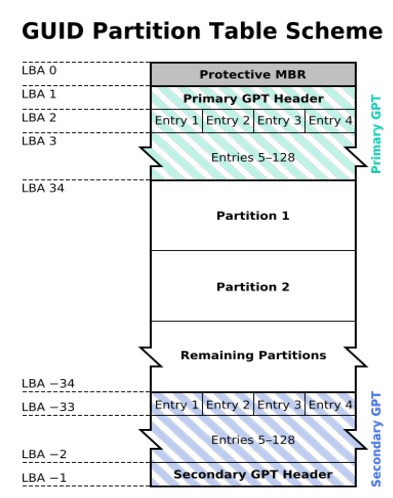 GUID Partition Table Scheme
LBA 0
Protective MBR
LBA 1
Primary GPT Header
LBA 2
Entry 1 Entry 2 Entry 3 Entry 4
LBA 3
Entries 5–128
Primary GPT
LBA 34
Partition 1
Partition 2
Remaining Partitions
LBA −34
LBA −33
Entry 1 Entry 2 Entry 3 Entry 4
Entries 5–128
LBA −2
LBA −1
Secondary GPT Header
Secondary GPT